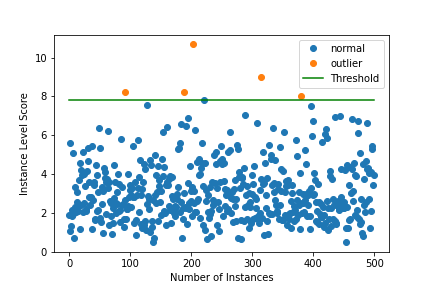 10
8
6
4
2
0
Instance Level Score
normal
outlier
Threshold
0
100
200
300
400
500
Number of Instances